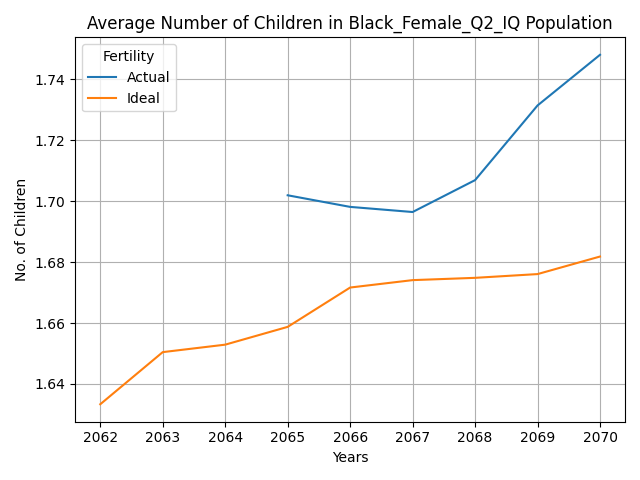 Average Number of Children in Black_Female_Q2_IQ Population
Fertility
Actual
Ideal
No. of Children
1.74
1.72
1.70
1.68
1.66
1.64
2062 2063 2064 2065 2066 2067 2068 2069 2070
Years